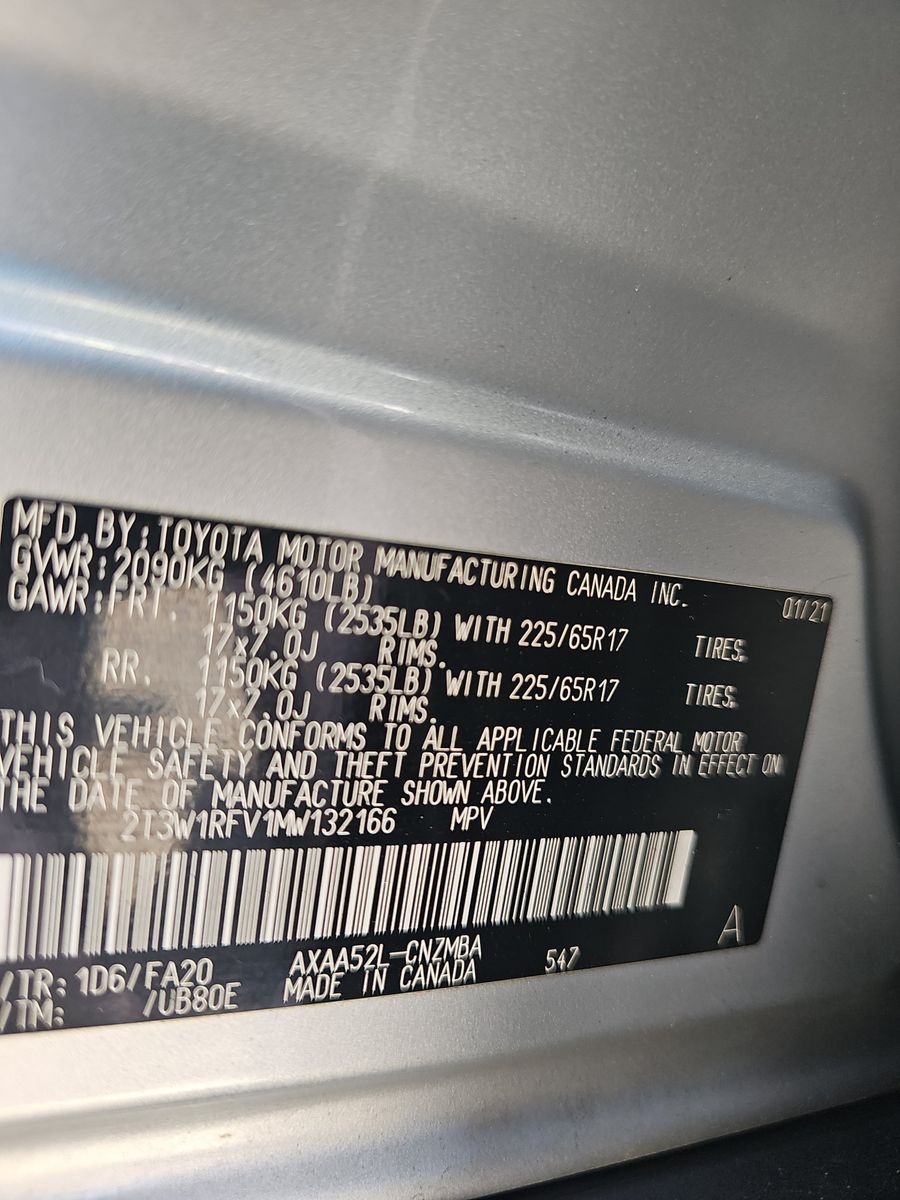 MFD.BY:TOYOTA MOTOR MANUFACTURING CANADA INC. 01/21
GVWR:2090KG (4610LB)
GAWR:FRT. 1150KG (2535LB) WITH 225/65R17 TIRES.
17x7.0J RIMS.
RR. 1150KG (2535LB) WITH 225/65R17 TIRES.
17x7.0J RIMS.
THIS VEHICLE CONFORMS TO ALL APPLICABLE FEDERAL MOTOR
VEHICLE SAFETY AND THEFT PREVENTION STANDARDS IN EFFECT ON
THE DATE OF MANUFACTURE SHOWN ABOVE.
2T3W1RFV1MW132166 MPV
A
/TR: 1D6/FA20 AXAA52L-CNZMBA 547
/TM: /UB80E MADE IN CANADA